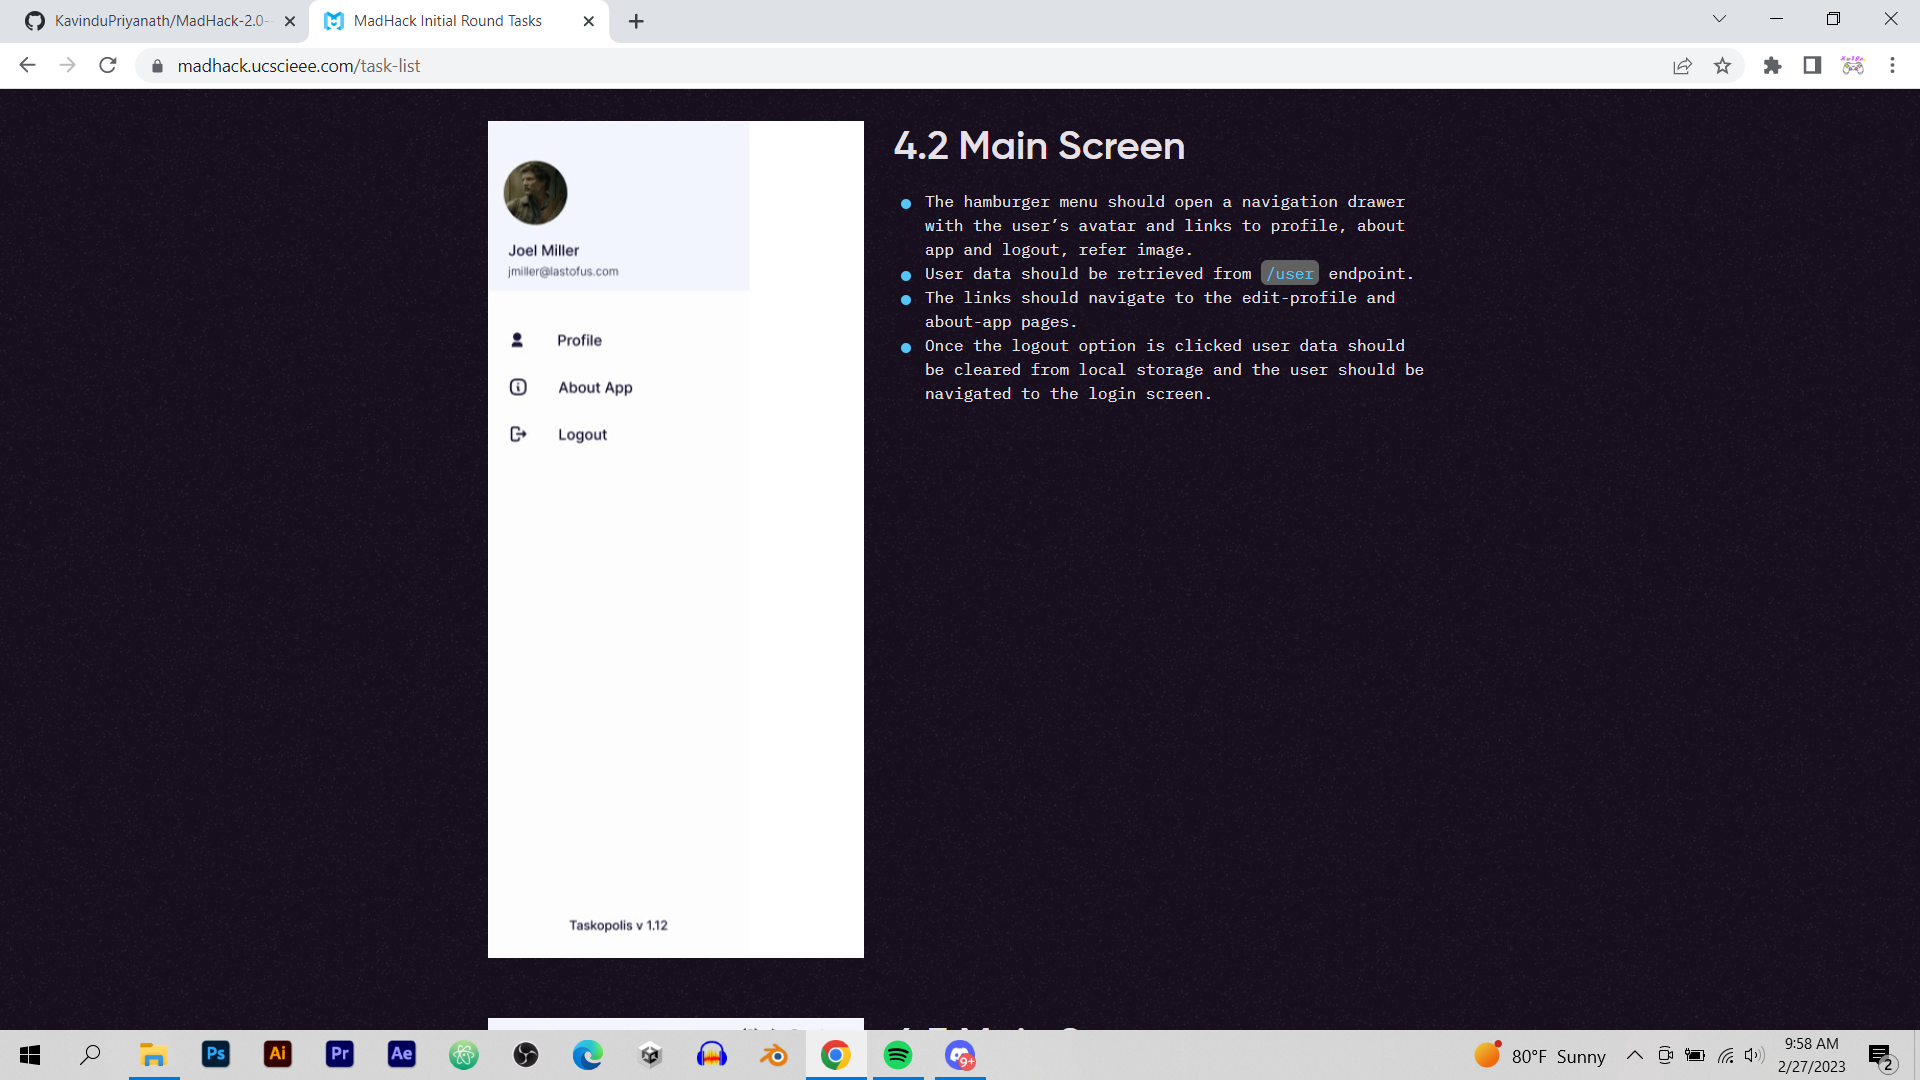 KavinduPriyanath/MadHack-2.0-
MadHack Initial Round Tasks
madhack.ucscieee.com/task-list
Joel Miller
jmiller@lastofus.com
Profile
About App
Logout
Taskopolis v 1.12
4.2 Main Screen
The hamburger menu should open a navigation drawer
with the user’s avatar and links to profile, about
app and logout, refer image.
User data should be retrieved from /user endpoint.
The links should navigate to the edit-profile and
about-app pages.
Once the logout option is clicked user data should
be cleared from local storage and the user should be
navigated to the login screen.
Ps
Ai
Pr
Ae
9+
80°F Sunny
9:58 AM
2/27/2023
2